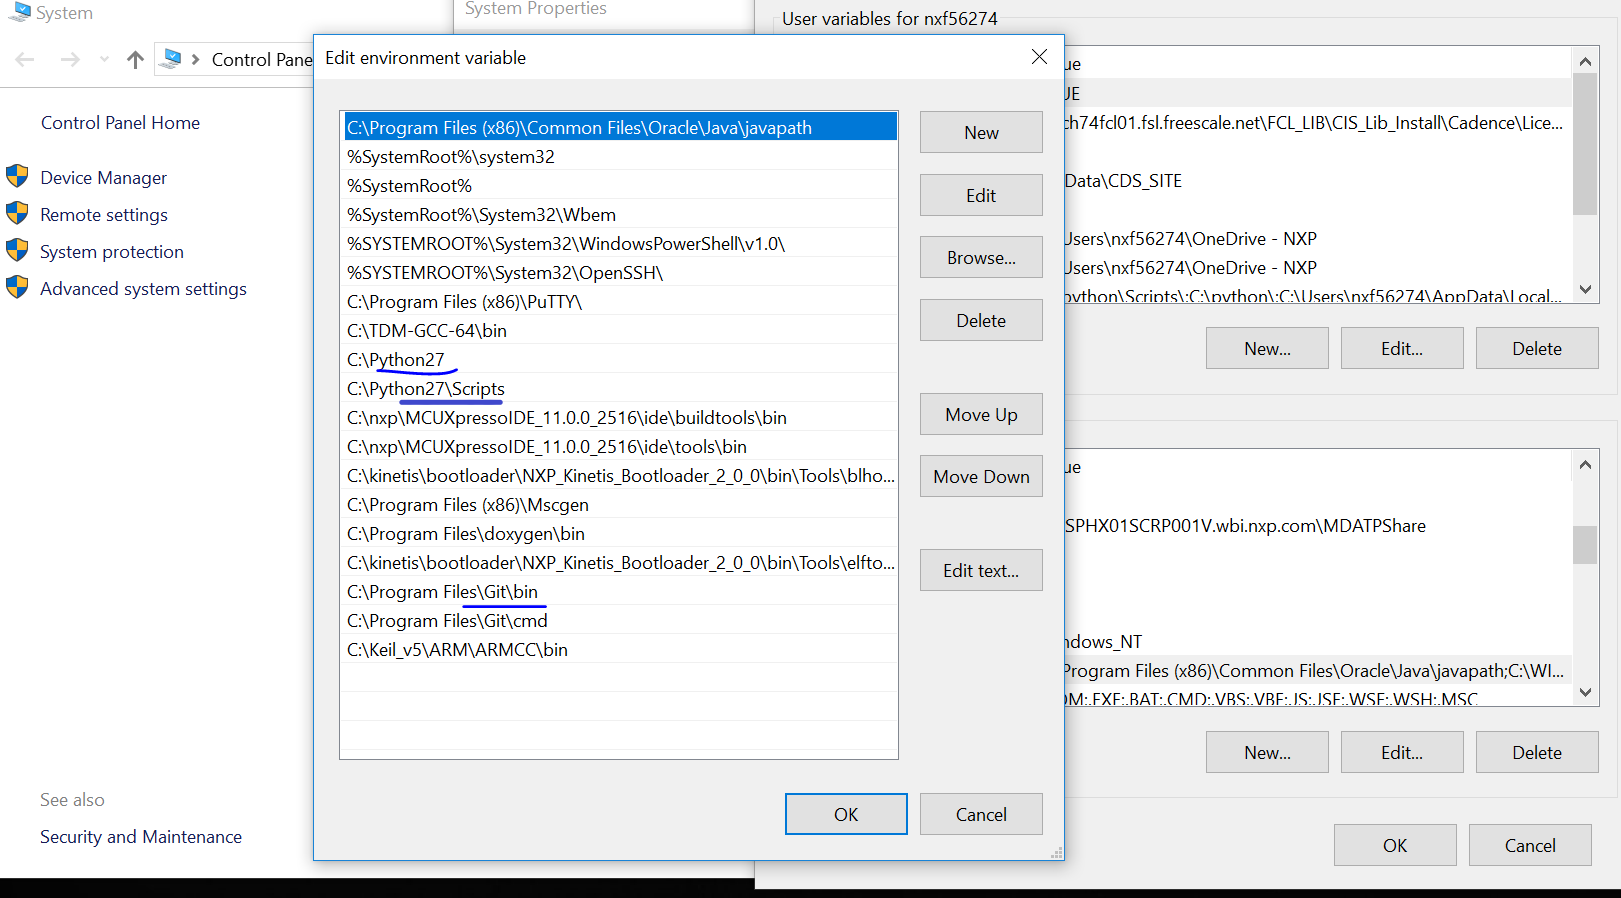 System
System Properties
Control Pane
Control Panel Home
Device Manager
Remote settings
System protection
Advanced system settings
See also
Security and Maintenance
Edit environment variable
C:\Program Files (x86)\Common Files\Oracle\Java\javapath
%SystemRoot%\system32
%SystemRoot%
%SystemRoot%\System32\Wbem
%SYSTEMROOT%\System32\WindowsPowerShell\v1.0\
%SYSTEMROOT%\System32\OpenSSH\
C:\Program Files (x86)\PuTTY\
C:\TDM-GCC-64\bin
C:\Python27
C:\Python27\Scripts
C:\nxp\MCUXpressoIDE_11.0.0_2516\ide\buildtools\bin
C:\nxp\MCUXpressoIDE_11.0.0_2516\ide\tools\bin
C:\kinetis\bootloader\NXP_Kinetis_Bootloader_2_0_0\bin\Tools\blho...
C:\Program Files (x86)\Mscgen
C:\Program Files\doxygen\bin
C:\kinetis\bootloader\NXP_Kinetis_Bootloader_2_0_0\bin\Tools\elfto...
C:\Program Files\Git\bin
C:\Program Files\Git\cmd
C:\Keil_v5\ARM\ARMCC\bin
New
Edit
Browse...
Delete
Move Up
Move Down
Edit text...
OK
Cancel
User variables for nxf56274
ue
UE
ch74fcl01.fsl.freescale.net\FCL_LIB\CIS_Lib_Install\Cadence\Lice...
Data\CDS_SITE
Users\nxf56274\OneDrive - NXP
Users\nxf56274\OneDrive - NXP
python\Scripts\;C:\python\;C:\Users\nxf56274\AppData\Local...
New...
Edit...
Delete
ue
SPHX01SCRP001V.wbi.nxp.com\MDATPShare
ndows_NT
Program Files (x86)\Common Files\Oracle\Java\javapath;C:\WI...
OM;.EXE;.BAT;.CMD;.VBS;.VBE;.JS;.JSE;.WSF;.WSH;.MSC
New...
Edit...
Delete
OK
Cancel